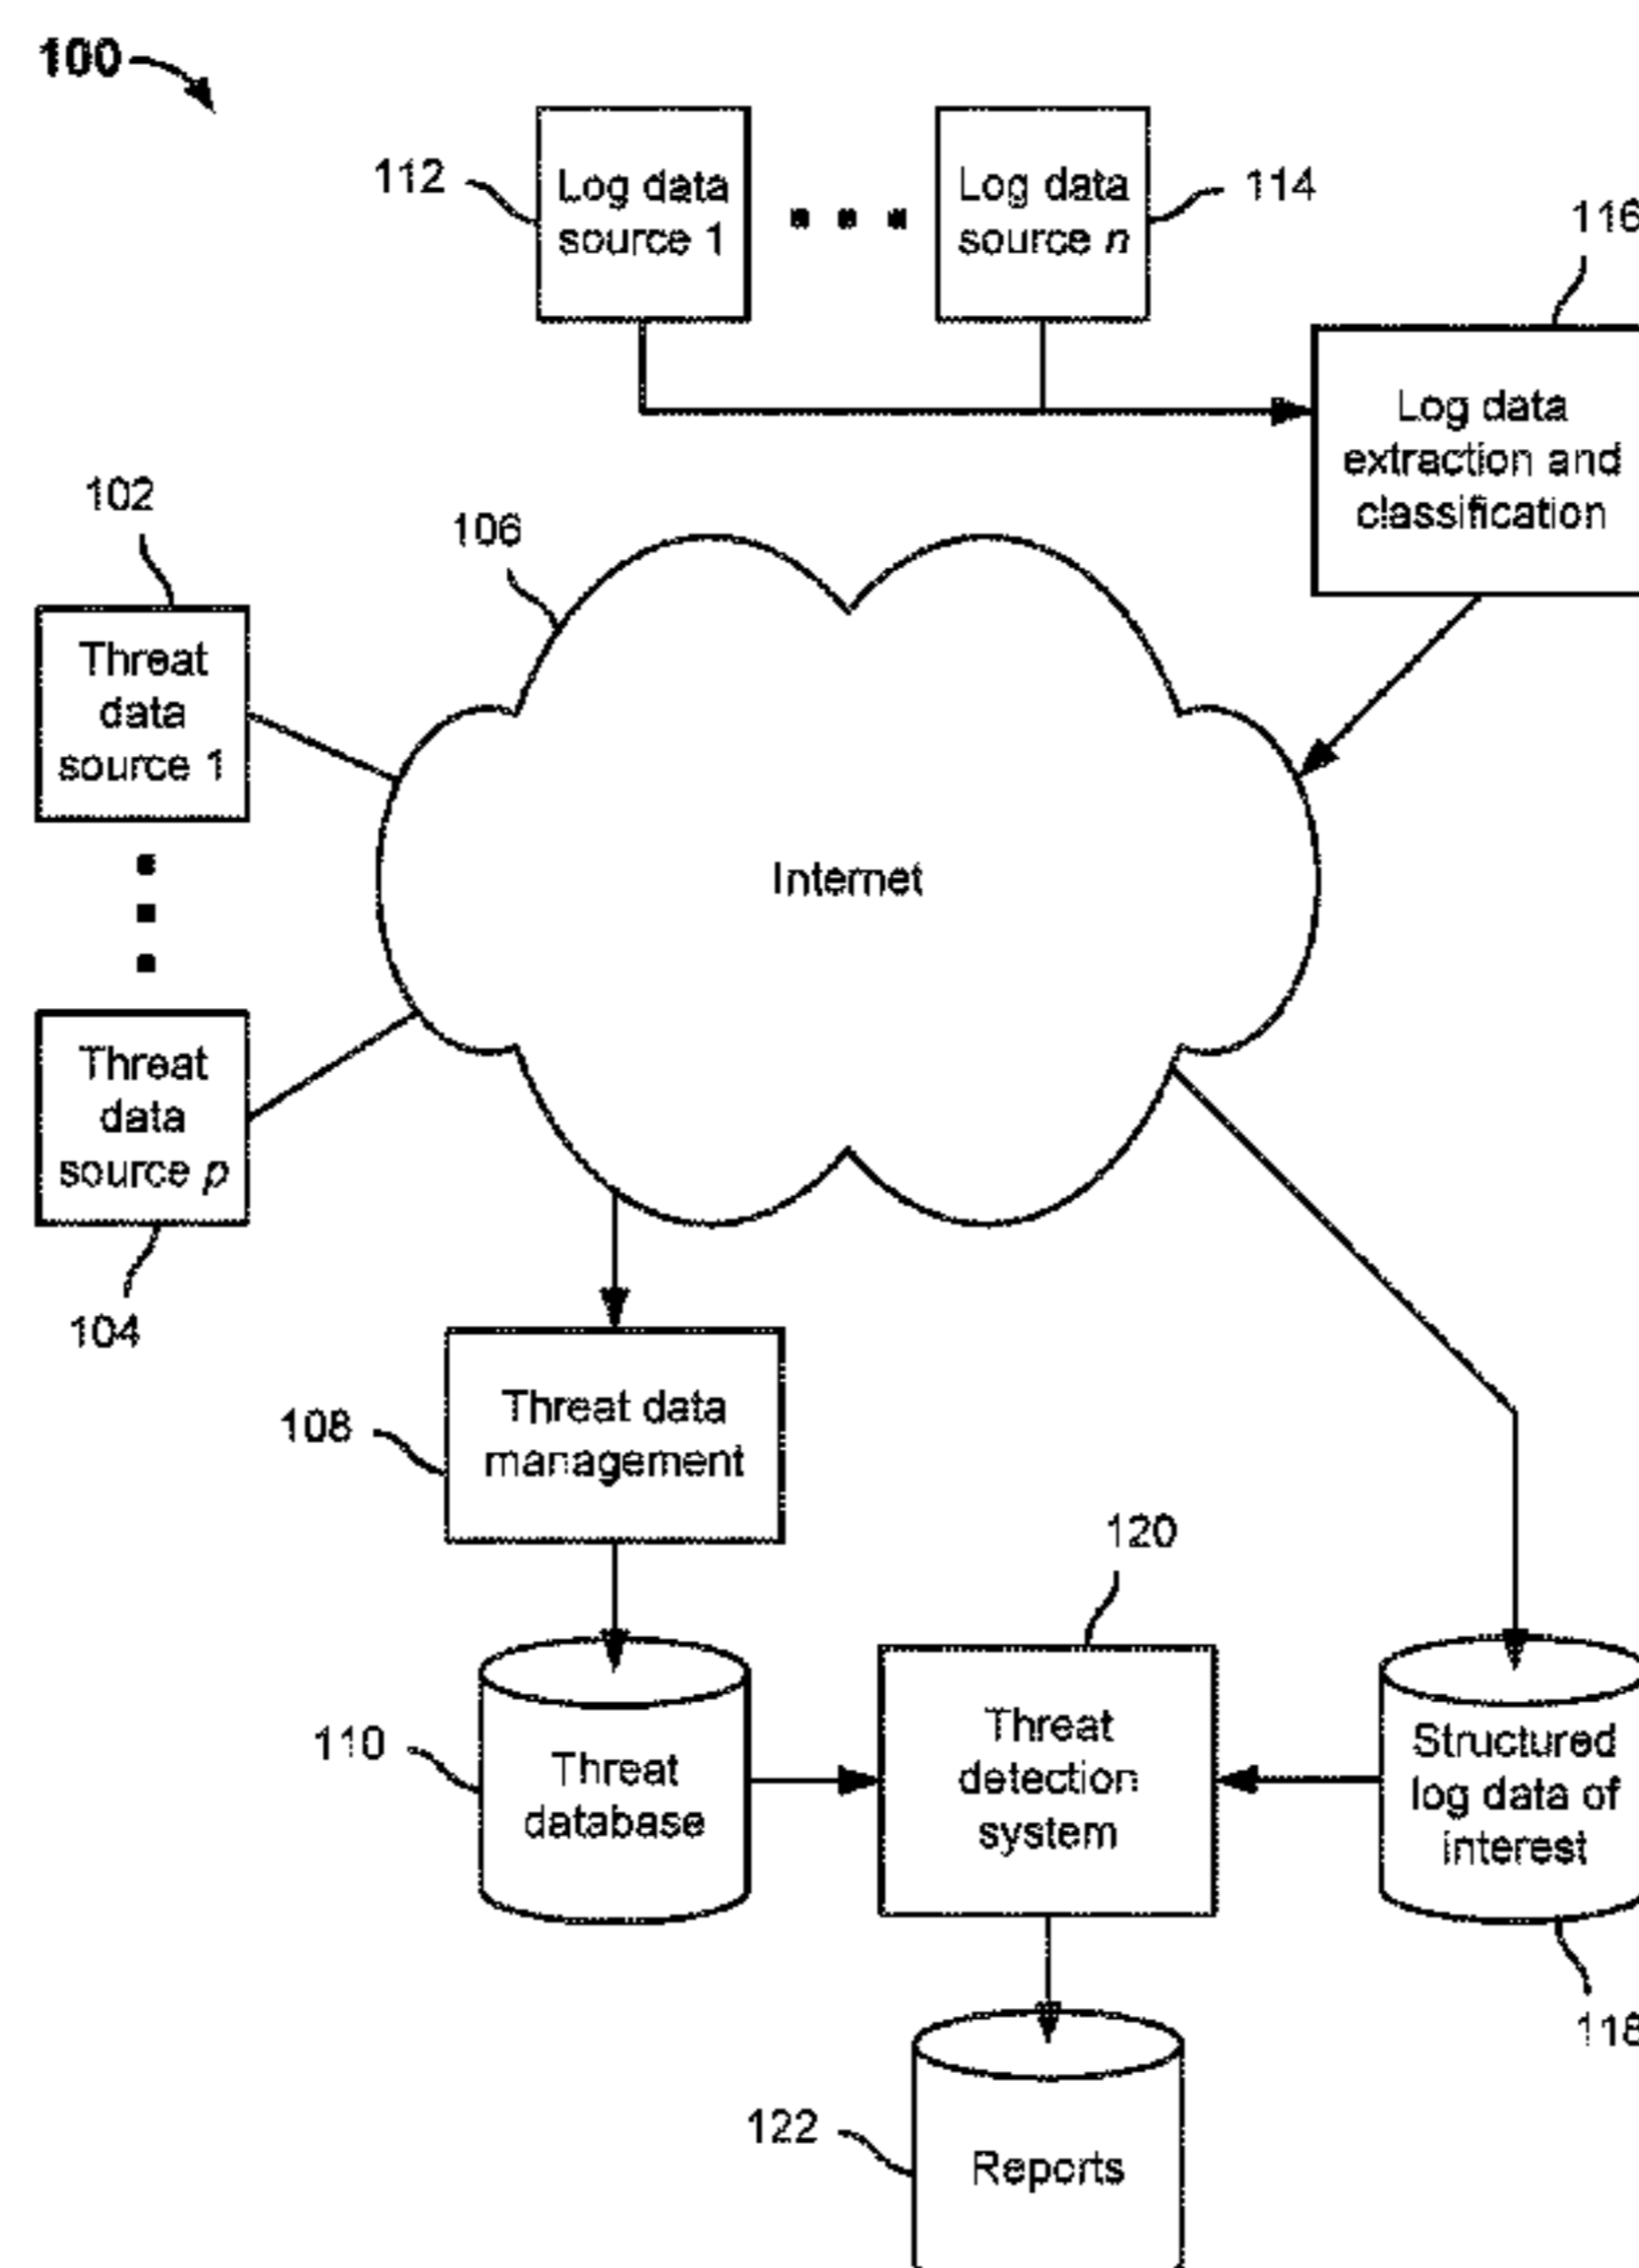 100
112
Log data
source 1
Log data
source n
114
116
Log data
extraction and
classification
102
106
Threat
data
source 1
Internet
Threat
data
source p
104
108
Threat data
management
120
110
Threat
database
Threat
detection
system
Structured
log data of
interest
118
122
Reports